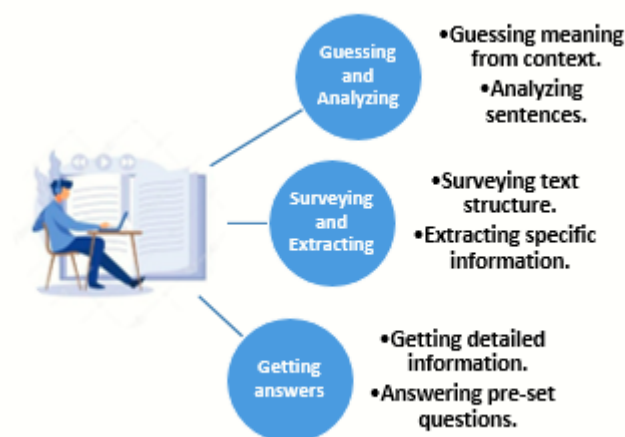 Guessing
and
Analyzing
•Guessing meaning
from context.
•Analyzing
sentences.
Surveying
and
Extracting
•Surveying text
structure.
•Extracting specific
information.
Getting
answers
•Getting detailed
information.
•Answering pre-set
questions.